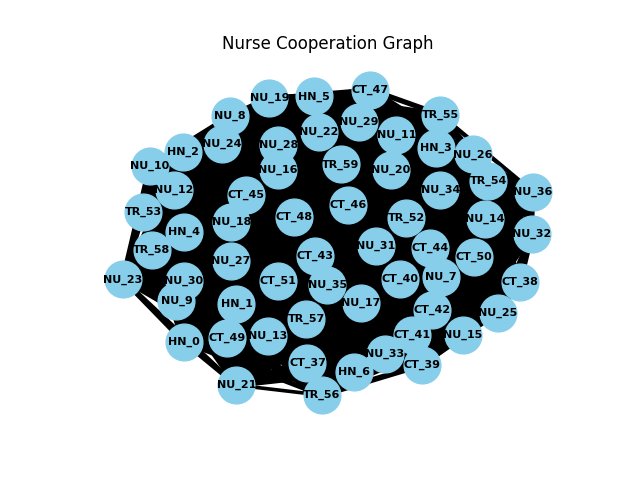 Nurse Cooperation Graph
CT_47
NU_19
HN_5
NU_8
TR_55
NU_29
NU_22
NU_11
NU_24
NU_28
HN_3
HN_2
NU_26
NU_10
TR_59
NU_16
NU_20
TR_54
NU_12
NU_34
NU_36
CT_45
CT_46
TR_53
CT_48
TR_52
NU_14
NU_18
HN_4
NU_32
NU_31
CT_44
TR_58
CT_43
CT_50
NU_27
NU_23
NU_30
CT_51
CT_40
NU_7
CT_38
NU_35
NU_9
HN_1
NU_17
CT_42
NU_25
TR_57
CT_41
NU_15
NU_13
CT_49
HN_0
NU_33
CT_37
CT_39
HN_6
NU_21
TR_56